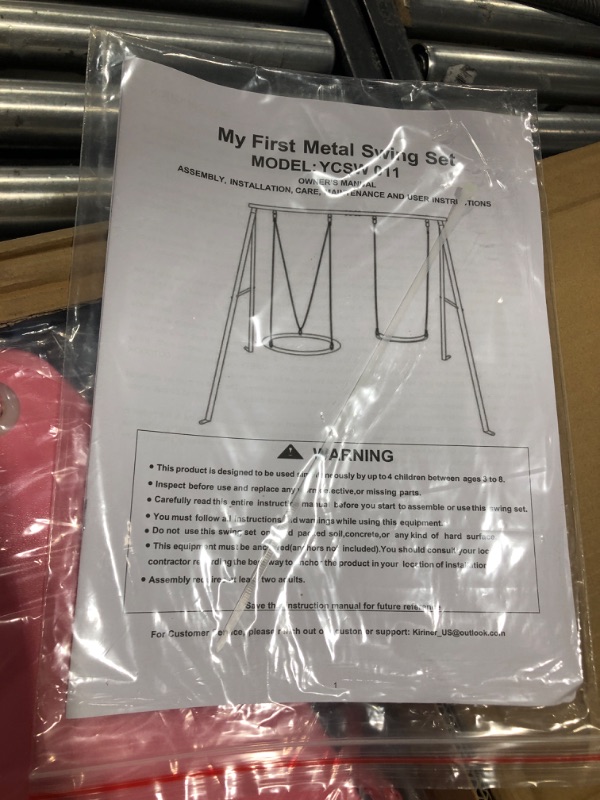 My First Metal Swing Set
MODEL: YCSW 011
OWNER'S MANUAL
ASSEMBLY, INSTALLATION, CARE, MAINTENANCE AND USER INSTRUCTIONS
WARNING
• This product is designed to be used simultaneously by up to 4 children between ages 3 to 8.
• Inspect before use and replace any worn, defective, or missing parts.
• Carefully read this entire instruction manual before you start to assemble or use this swing set.
• You must follow all instructions and warnings while using this equipment.
• Do not use this swing set on packed soil, concrete, or any kind of hard surface
• This equipment must be anchored (anchors not included). You should consult your local
contractor regarding the best way to anchor the product in your location of installation
• Assembly require at least two adults.
Save this instruction manual for future reference
For Customer Service, please reach out our customer support: Kiriner_US@outlook.com
1